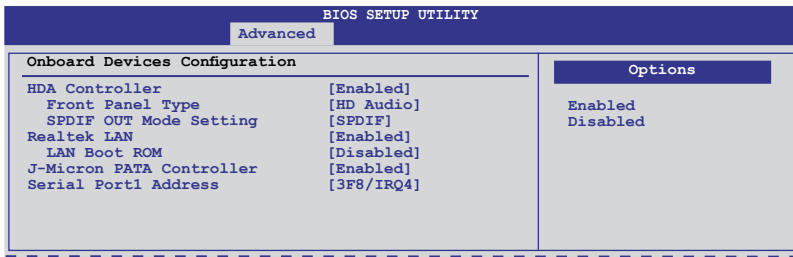 BIOS SETUP UTILITY
Advanced
Onboard Devices Configuration
HDA Controller [Enabled]
Front Panel Type [HD Audio]
SPDIF OUT Mode Setting [SPDIF]
Realtek LAN [Enabled]
LAN Boot ROM [Disabled]
J-Micron PATA Controller [Enabled]
Serial Port1 Address [3F8/IRQ4]
Options
Enabled
Disabled